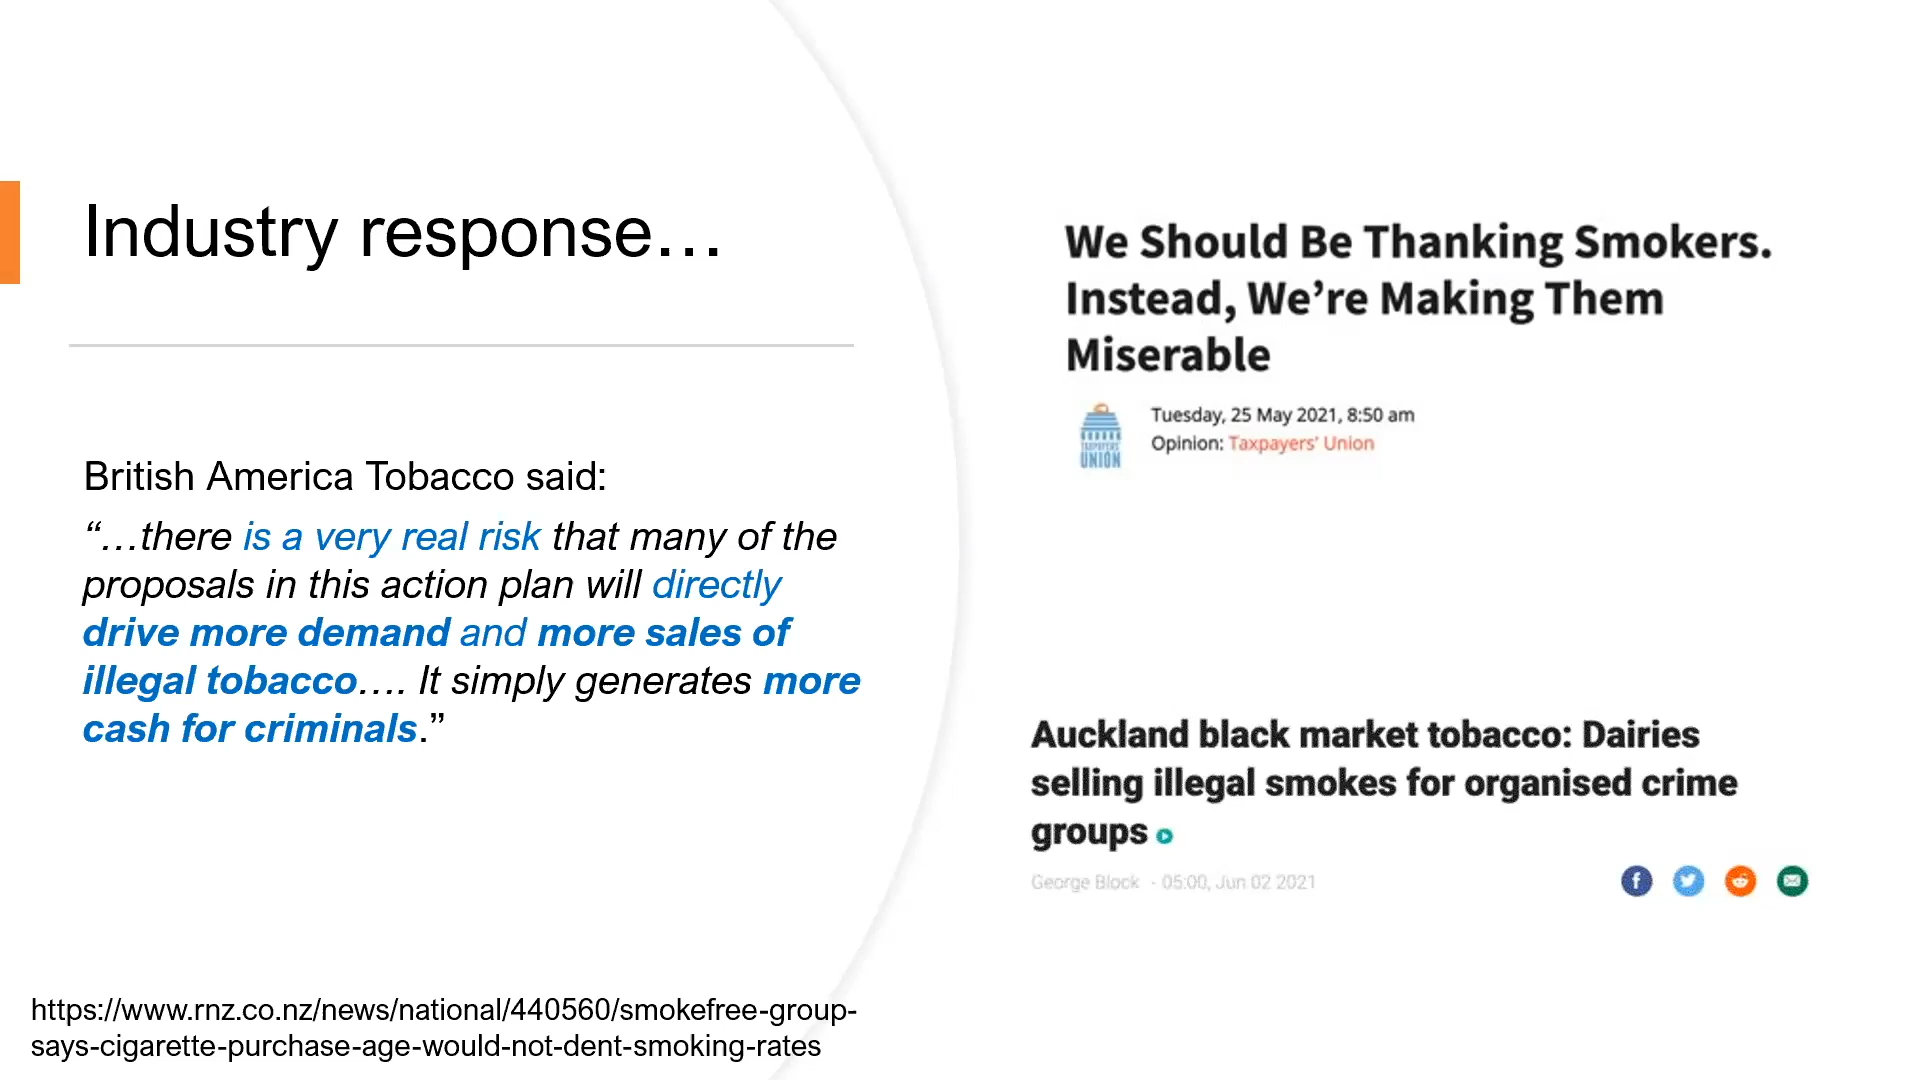 Industry response…
British America Tobacco said:
“…there is a very real risk that many of the
proposals in this action plan will directly
drive more demand and more sales of
illegal tobacco…. It simply generates more
cash for criminals.”
https://www.rnz.co.nz/news/national/440560/smokefree-group-
says-cigarette-purchase-age-would-not-dent-smoking-rates
We Should Be Thanking Smokers.
Instead, We’re Making Them
Miserable
TAXPAYERS'
UNION
Tuesday, 25 May 2021, 8:50 am
Opinion: Taxpayers’ Union
Auckland black market tobacco: Dairies
selling illegal smokes for organised crime
groups
George Block - 05:00, Jun 02 2021